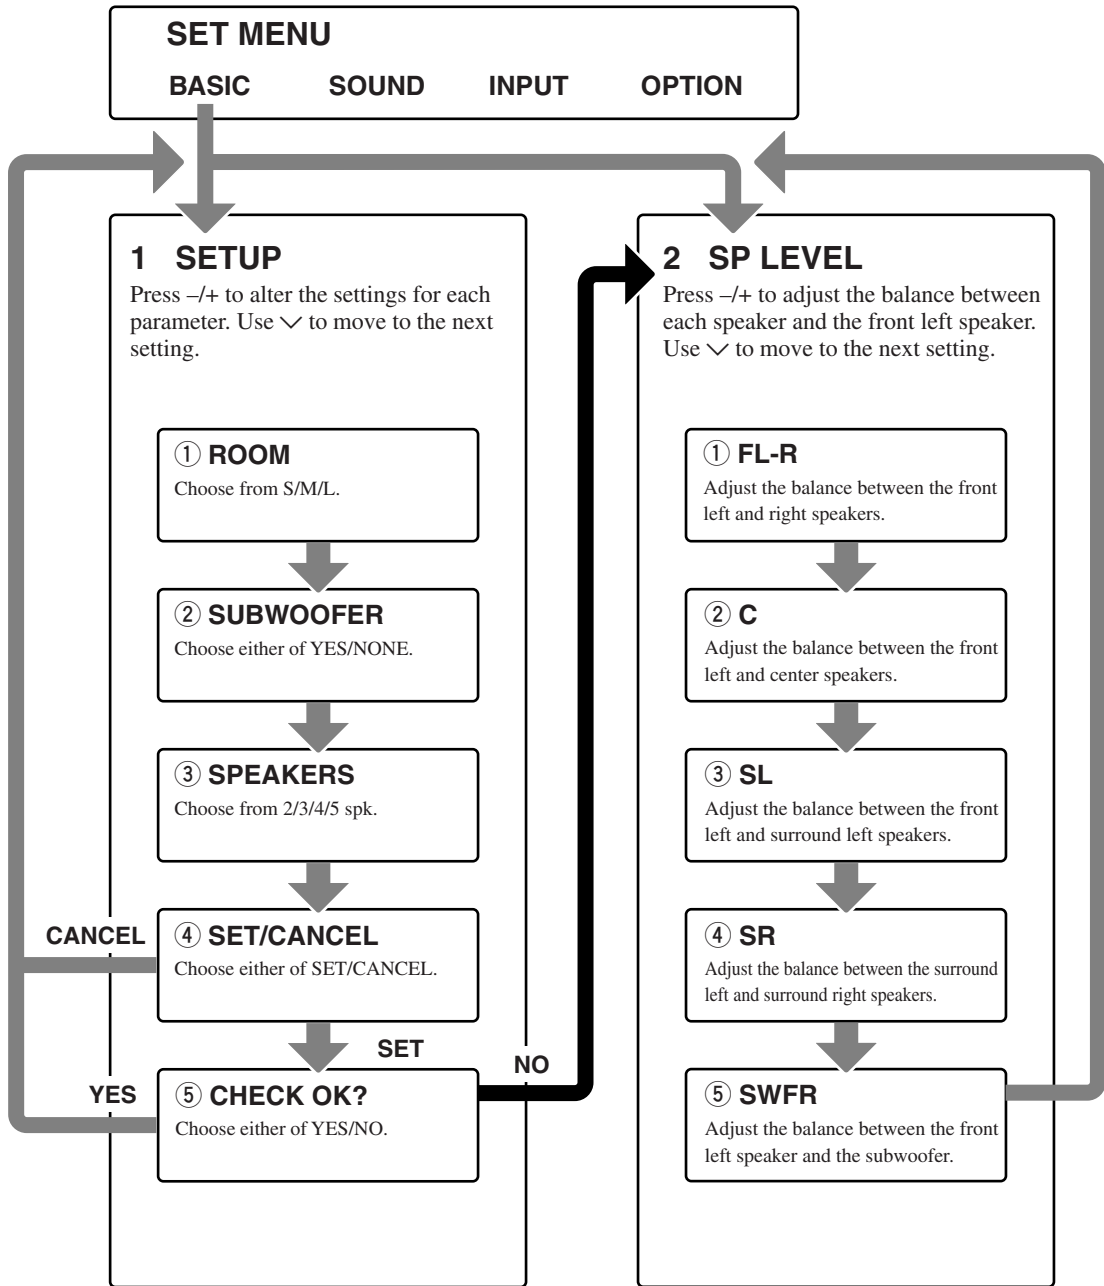 SET MENU
BASIC SOUND INPUT OPTION
1 SETUP
Press –/+ to alter the settings for each
parameter. Use ∨ to move to the next
setting.
① ROOM
Choose from S/M/L.
② SUBWOOFER
Choose either of YES/NONE.
③ SPEAKERS
Choose from 2/3/4/5 spk.
CANCEL
④ SET/CANCEL
Choose either of SET/CANCEL.
SET
NO
YES
⑤ CHECK OK?
Choose either of YES/NO.
2 SP LEVEL
Press –/+ to adjust the balance between
each speaker and the front left speaker.
Use ∨ to move to the next setting.
① FL-R
Adjust the balance between the front
left and right speakers.
② C
Adjust the balance between the front
left and center speakers.
③ SL
Adjust the balance between the front
left and surround left speakers.
④ SR
Adjust the balance between the surround
left and surround right speakers.
⑤ SWFR
Adjust the balance between the front
left speaker and the subwoofer.